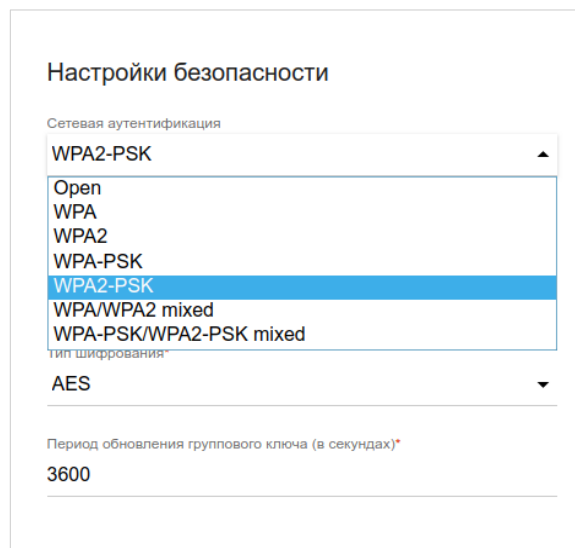 Настройки безопасности
Сетевая аутентификация
WPA2-PSK
Open
WPA
WPA2
WPA-PSK
WPA2-PSK
WPA/WPA2 mixed
WPA-PSK/WPA2-PSK mixed
Тип шифрования*
AES
Период обновления группового ключа (в секундах)*
3600